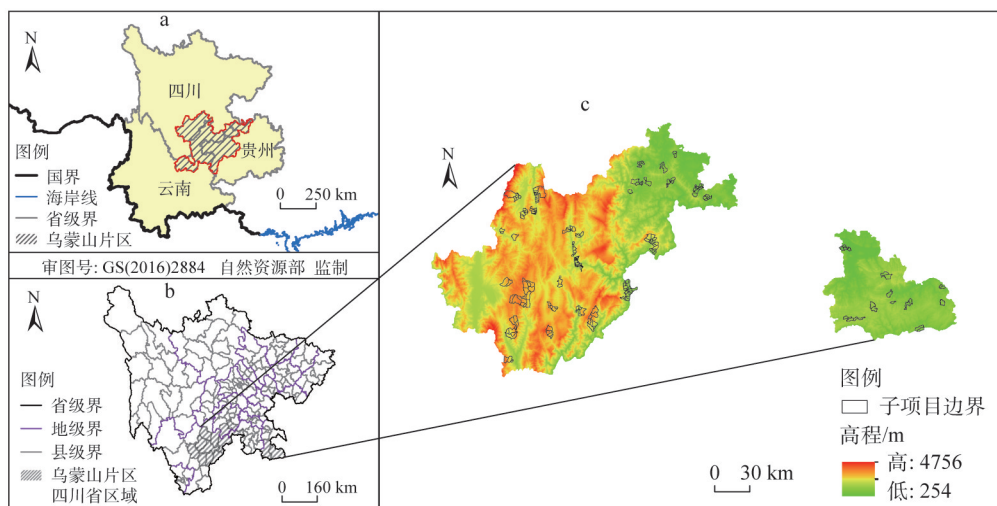 a
N
四川
贵州
云南
图例
国界
海岸线
省级界
乌蒙山片区
0 250 km
审图号: GS(2016)2884 自然资源部 监制
b
N
图例
省级界
地级界
县级界
乌蒙山片区
四川省区域
0 160 km
c
N
图例
子项目边界
高程/m
高: 4756
低: 254
0 30 km